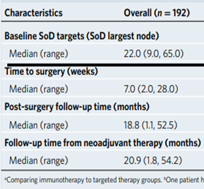 Characteristics Overall (n = 192)
Baseline SoD targets (SoD largest node)
Median (range) 22.0 (9.0, 65.0)
Time to surgery (weeks)
Median (range) 7.0 (2.0, 28.0)
Post-surgery follow-up time (months)
Median (range) 18.8 (1.1, 52.5)
Follow-up time from neoadjuvant therapy (months)
Median (range) 20.9 (1.8, 54.2)
ᵃComparing immunotherapy to targeted therapy groups. ᵇOne patient h